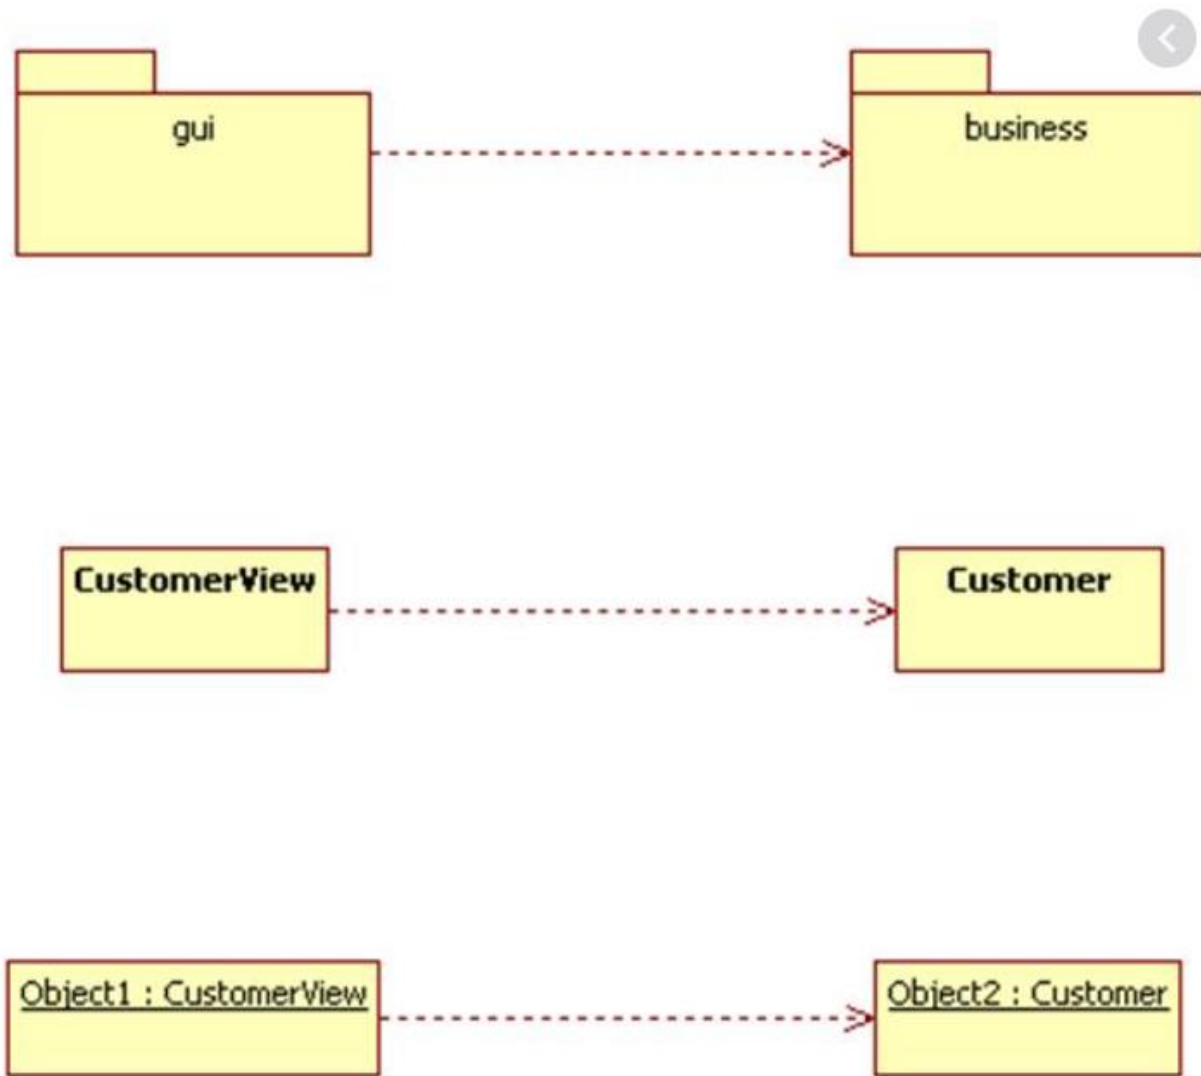 gui
business
CustomerView
Customer
Object1 : CustomerView
Object2 : Customer